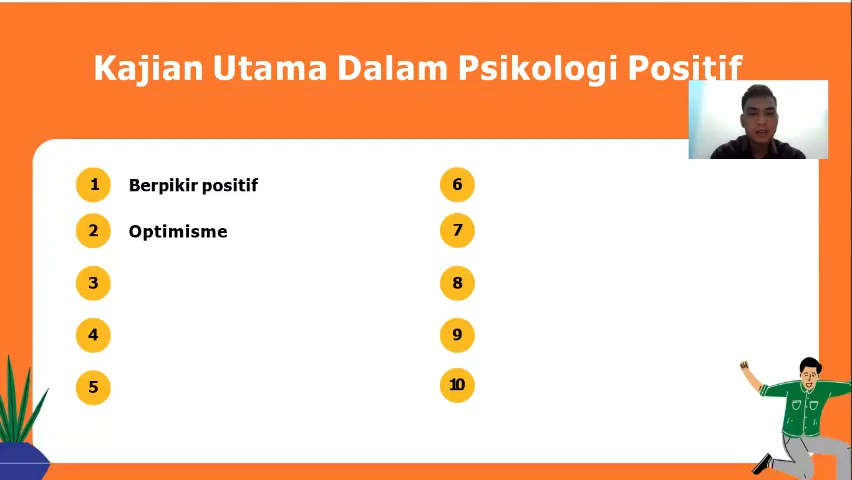 Kajian Utama Dalam Psikologi Positif
1 Berpikir positif
2 Optimisme
3
4
5
6
7
8
9
10